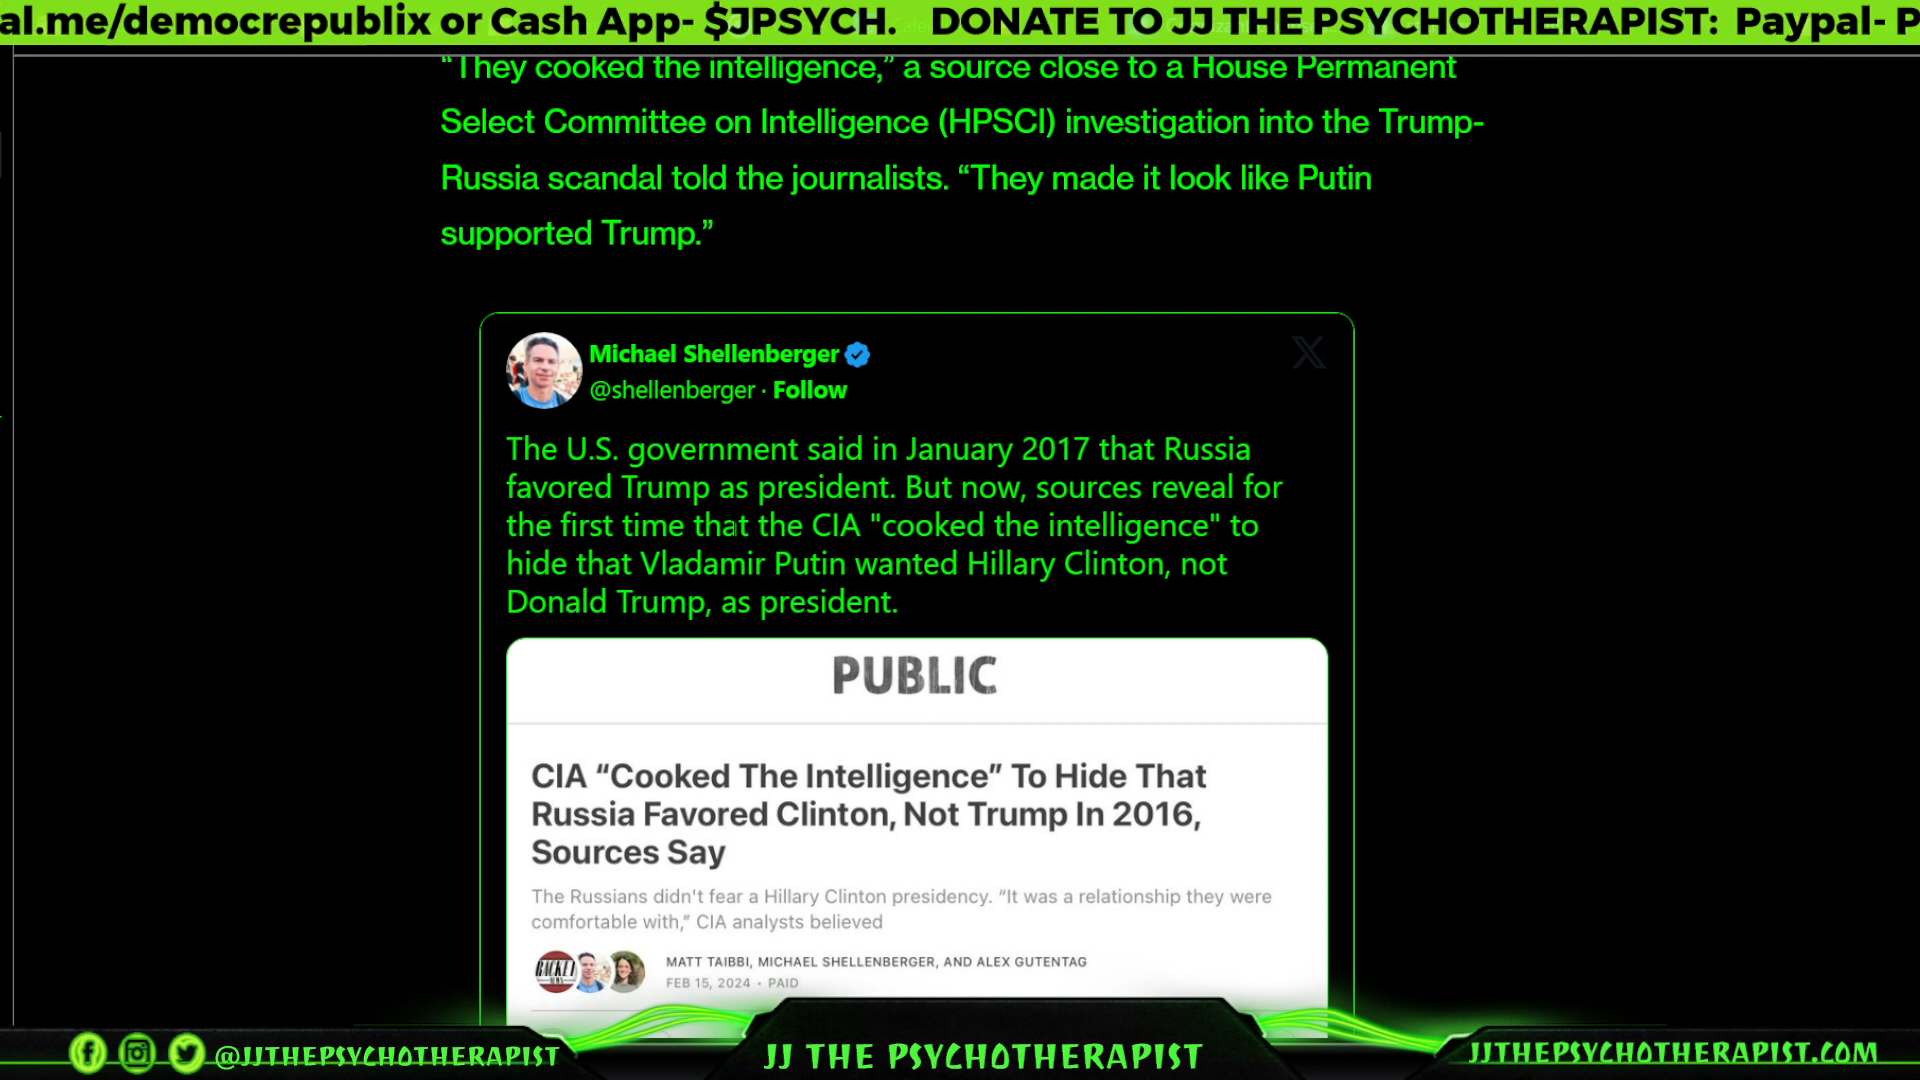 al.me/democrepublix or Cash App- $JPSYCH. DONATE TO JJ THE PSYCHOTHERAPIST: Paypal- P
“They cooked the intelligence,” a source close to a House Permanent
Select Committee on Intelligence (HPSCI) investigation into the Trump-
Russia scandal told the journalists. “They made it look like Putin
supported Trump.”
Michael Shellenberger
@shellenberger · Follow
The U.S. government said in January 2017 that Russia
favored Trump as president. But now, sources reveal for
the first time that the CIA "cooked the intelligence" to
hide that Vladamir Putin wanted Hillary Clinton, not
Donald Trump, as president.
PUBLIC
CIA “Cooked The Intelligence” To Hide That
Russia Favored Clinton, Not Trump In 2016,
Sources Say
The Russians didn't fear a Hillary Clinton presidency. “It was a relationship they were
comfortable with,” CIA analysts believed
RACKET
MATT TAIBBI, MICHAEL SHELLENBERGER, AND ALEX GUTENTAG
FEB 15, 2024 • PAID
@JJTHEPSYCHOTHERAPIST
JJ THE PSYCHOTHERAPIST
JJTHEPSYCHOTHERAPIST.COM